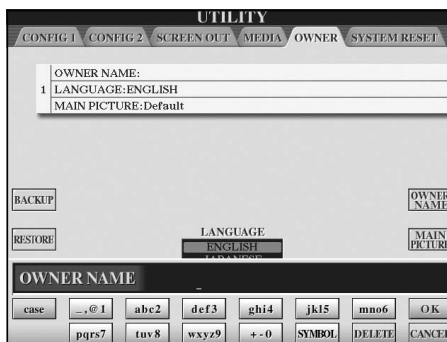 UTILITY
CONFIG 1 CONFIG 2 SCREEN OUT MEDIA OWNER SYSTEM RESET
OWNER NAME:
1 LANGUAGE:ENGLISH
MAIN PICTURE:Default
BACKUP
OWNER NAME
RESTORE
LANGUAGE
ENGLISH
JAPANESE
MAIN PICTURE
OWNER NAME _
case _,@1 abc2 def3 ghi4 jkl5 mno6 OK
pqrs7 tuv8 wxyz9 +-0 SYMBOL DELETE CANCEL